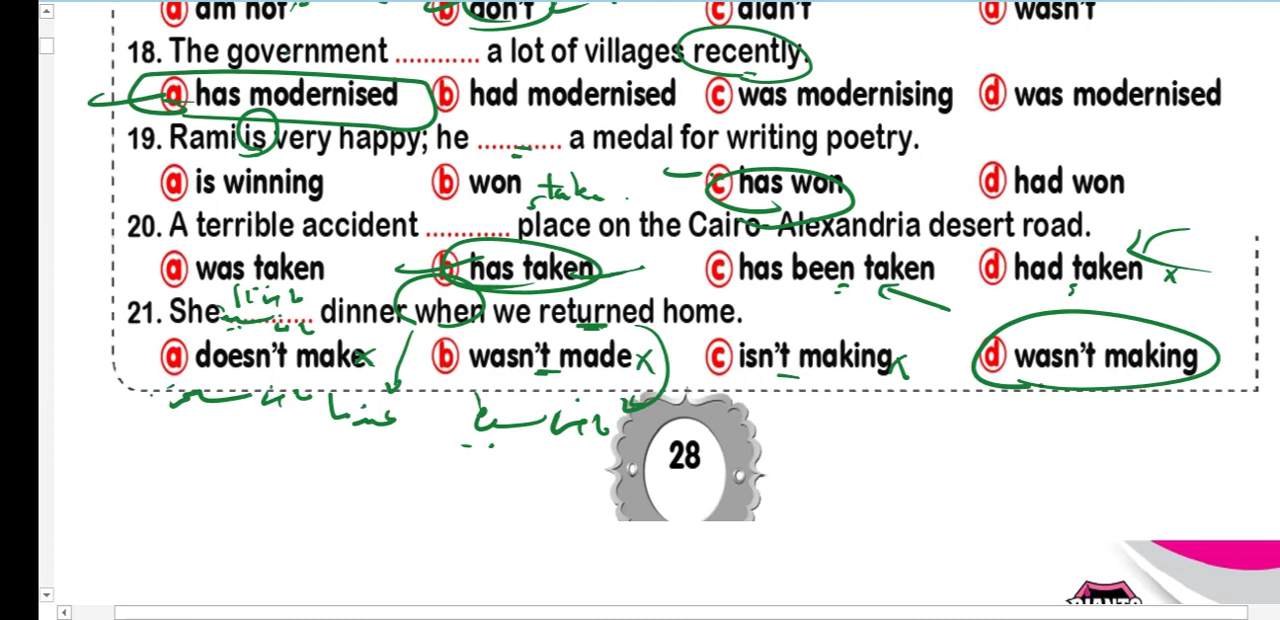 ⓐ am not ⓑ don't ⓒ didn't ⓓ wasn't
18. The government ............ a lot of villages recently.
ⓐ has modernised ⓑ had modernised ⓒ was modernising ⓓ was modernised
19. Rami is very happy; he ............ a medal for writing poetry.
ⓐ is winning ⓑ won ⓒ has won ⓓ had won
take
20. A terrible accident ............ place on the Cairo- Alexandria desert road.
ⓐ was taken ⓑ has taken ⓒ has been taken ⓓ had taken x
21. She ............ dinner when we returned home.
ⓐ doesn't make x ⓑ wasn't made x ⓒ isn't making x ⓓ wasn't making
28